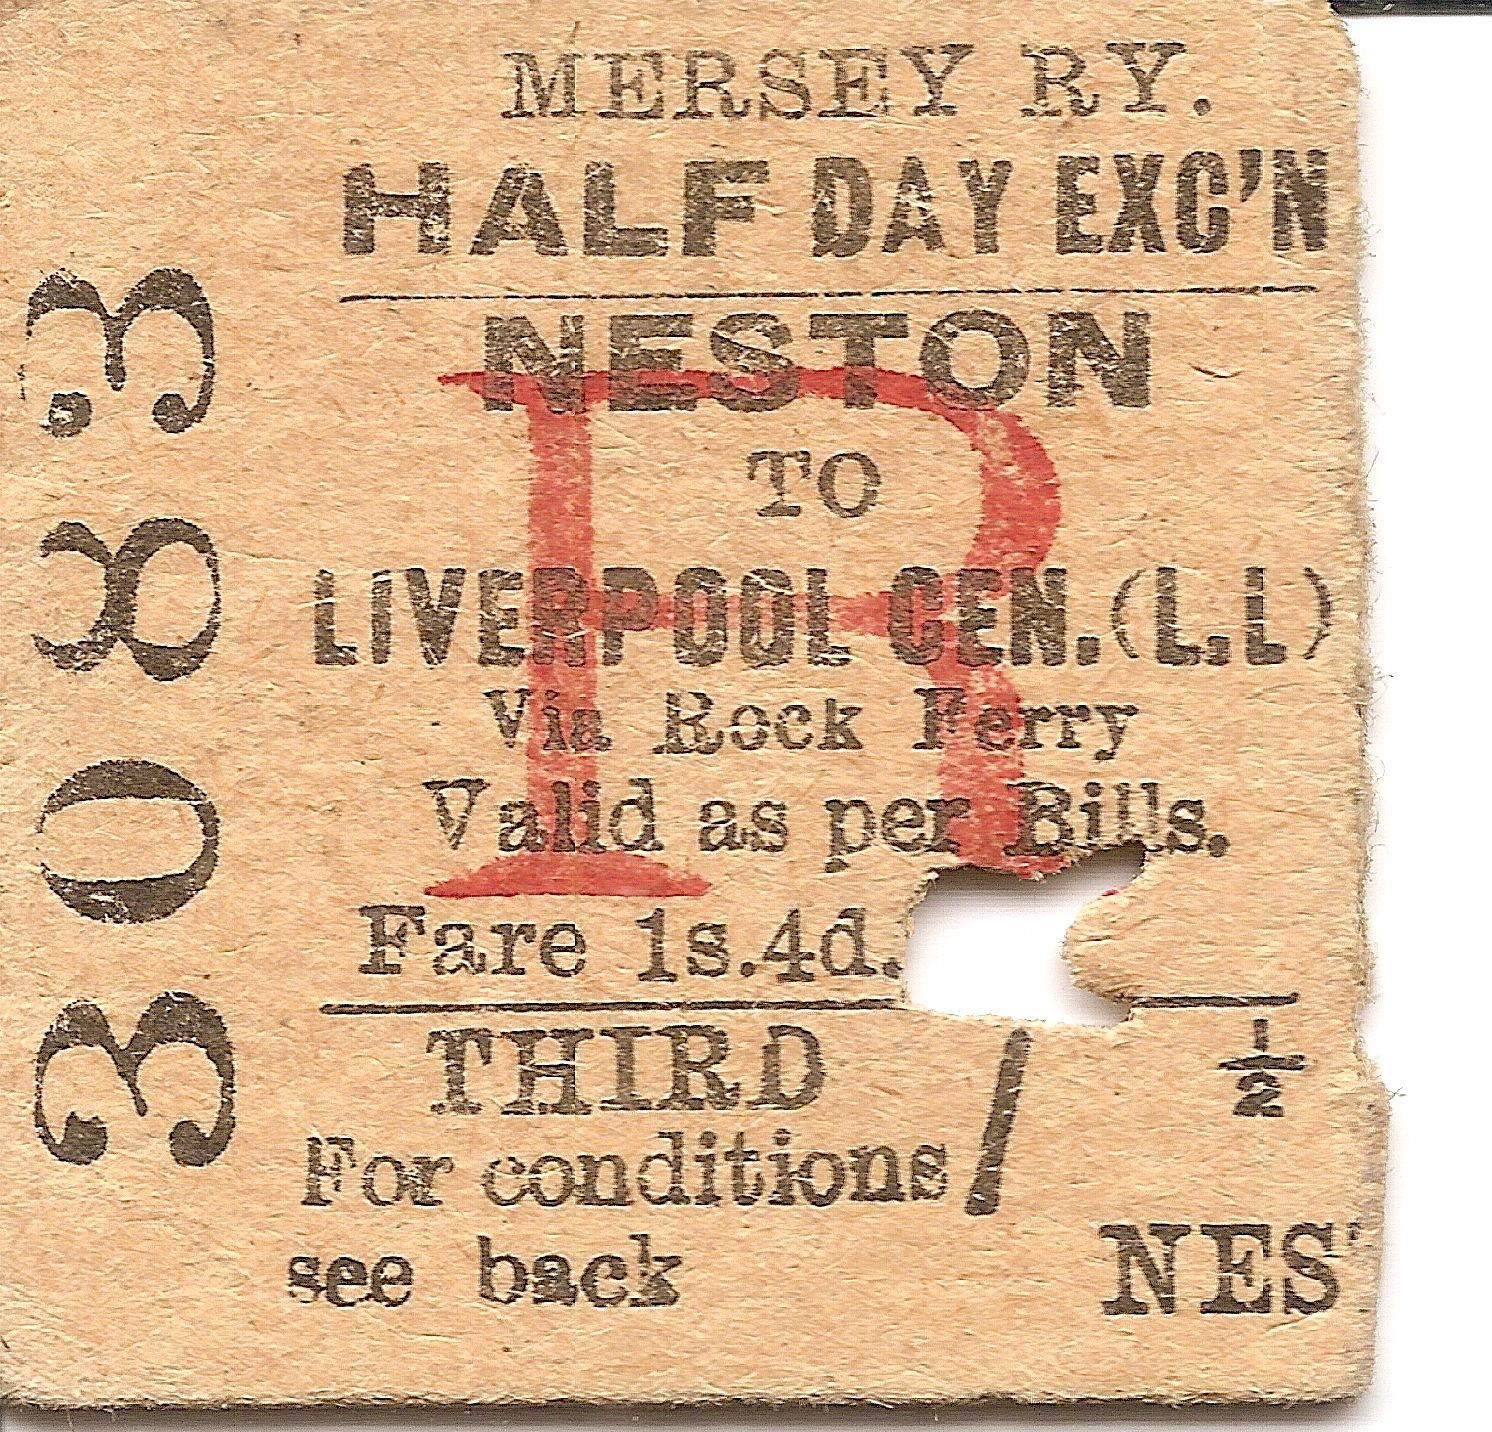 MERSEY RY.
HALF DAY EXC'N
NESTON
TO
LIVERPOOL CEN.(L.L)
Via Rock Ferry
Valid as per Bills.
Fare 1s.4d.
THIRD / ½
For conditions
see back
NES
3083
R